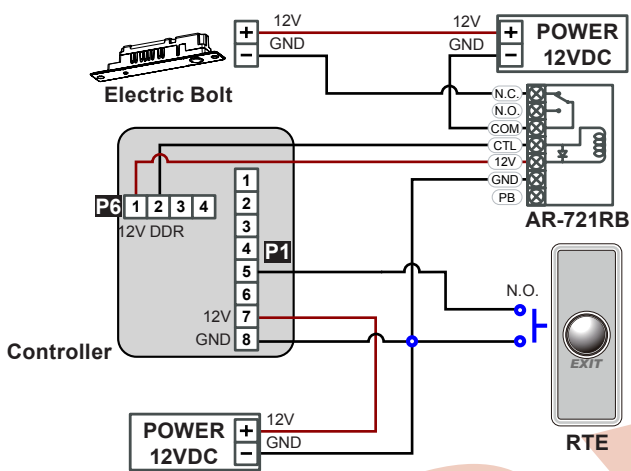 12V
12V
+
+
POWER
12VDC
GND
GND
−
−
Electric Bolt
N.C.
N.O.
COM
CTL
12V
GND
PB
AR-721RB
P6
1 2 3 4
12V DDR
1
2
3
4
P1
5
6
12V 7
GND 8
Controller
N.O.
EXIT
RTE
POWER
12VDC
+
−
12V
GND